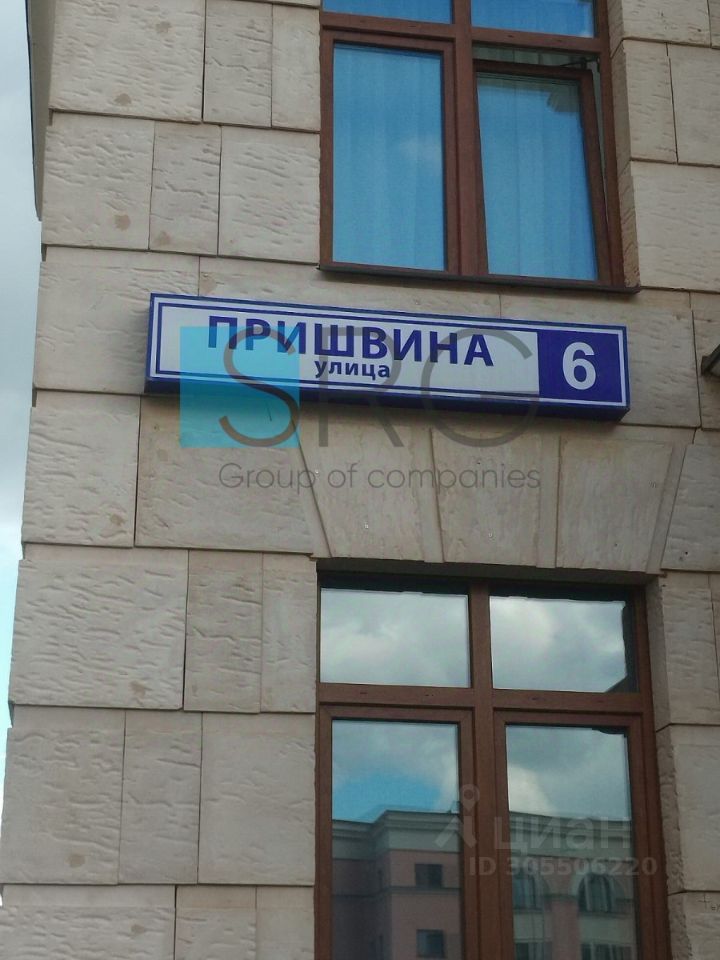 ПРИШВИНА
улица
6
SRG
Group of companies
циан
ID 305506220